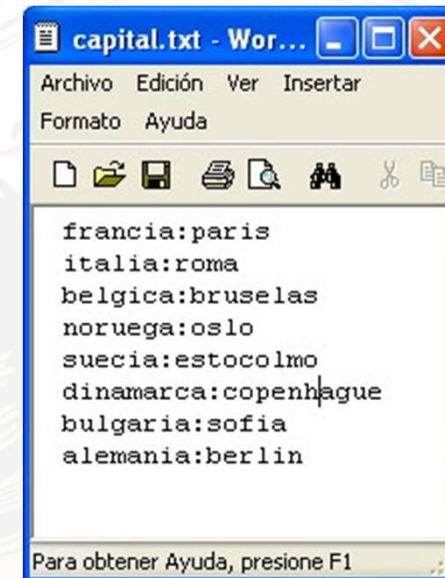 capital.txt - Wor...
Archivo Edición Ver Insertar
Formato Ayuda
francia:paris
italia:roma
belgica:bruselas
noruega:oslo
suecia:estocolmo
dinamarca:copenhague
bulgaria:sofia
alemania:berlin
Para obtener Ayuda, presione F1